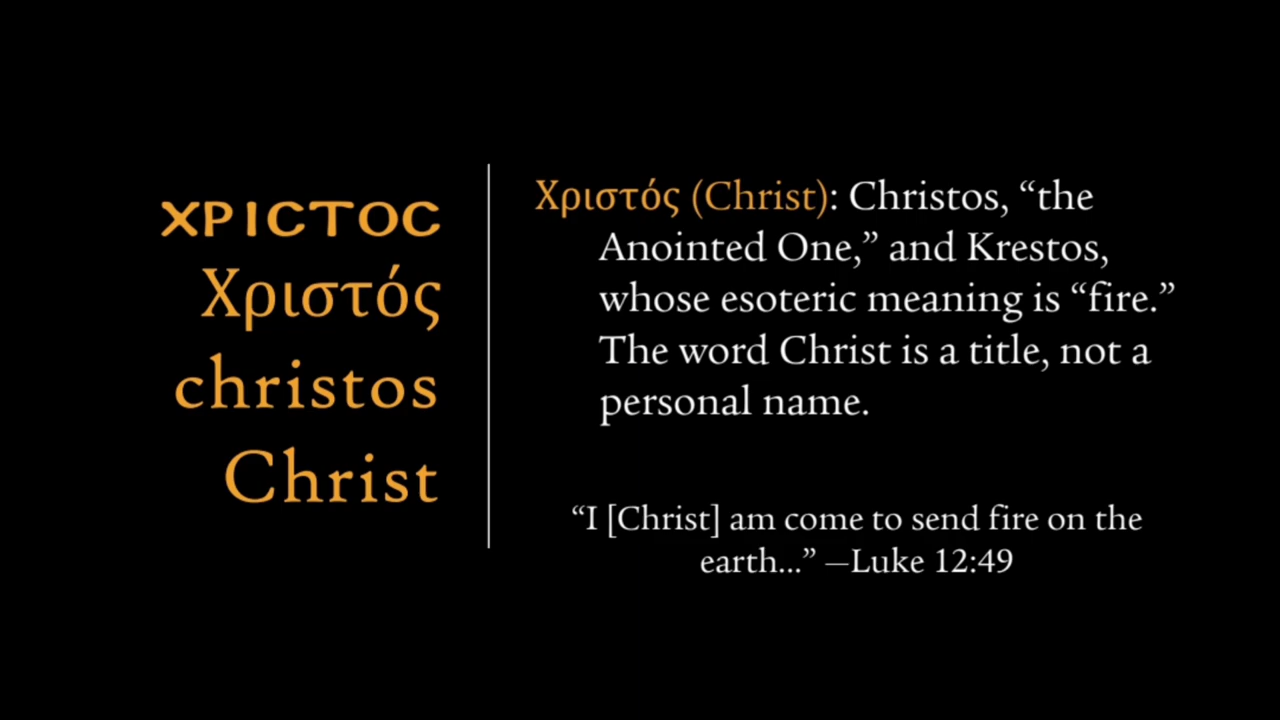 ΧΡΙϹΤΟϹ
Χριστός
christos
Christ
Χριστός (Christ): Christos, “the
Anointed One,” and Krestos,
whose esoteric meaning is “fire.”
The word Christ is a title, not a
personal name.
“I [Christ] am come to send fire on the
earth...” —Luke 12:49